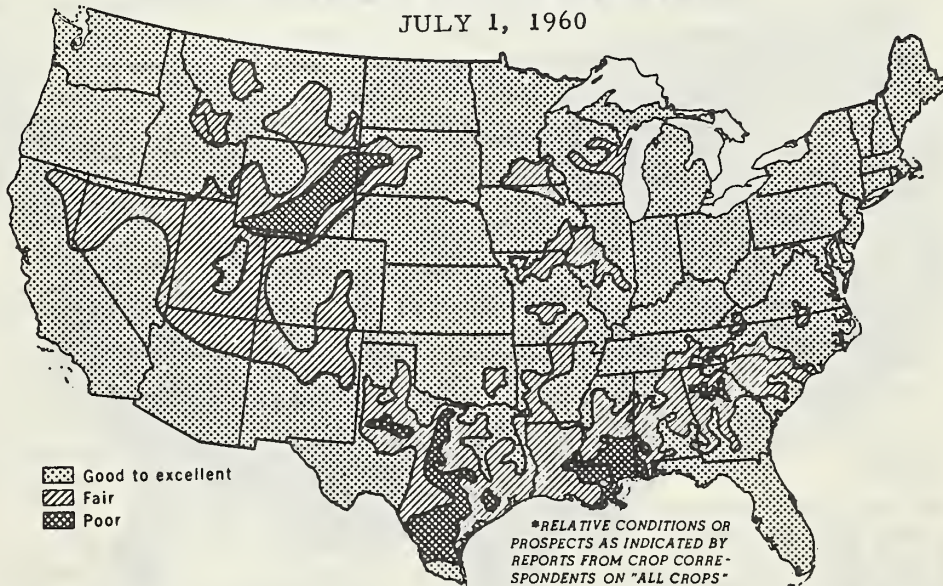 JULY 1, 1960
Good to excellent
Fair
Poor
*RELATIVE CONDITIONS OR
PROSPECTS AS INDICATED BY
REPORTS FROM CROP CORRE-
SPONDENTS ON "ALL CROPS"